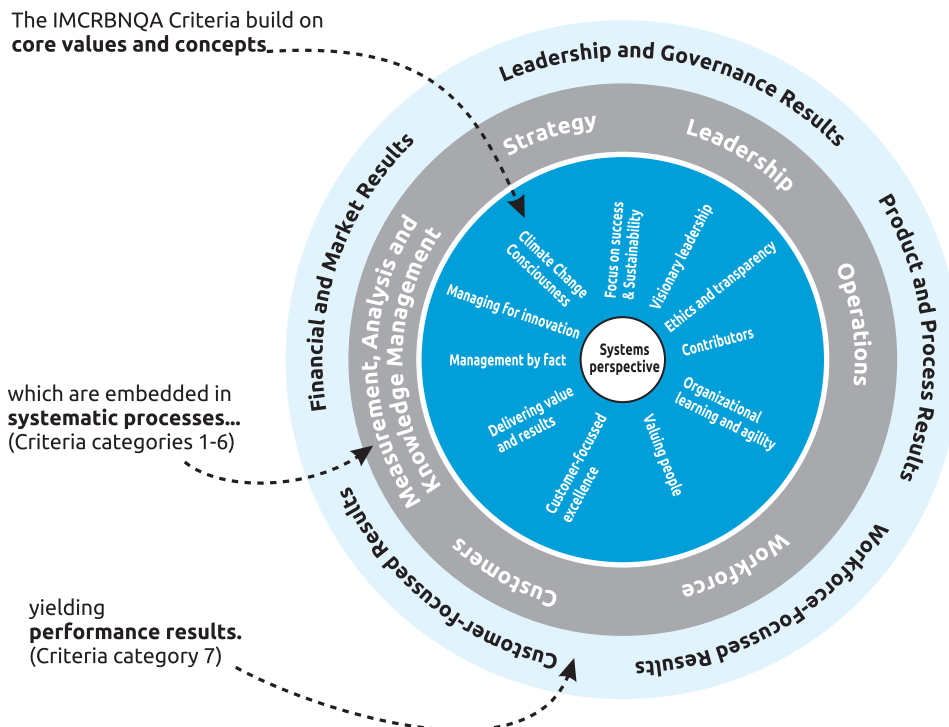 The IMCRBNQA Criteria build on
core values and concepts
which are embedded in
systematic processes...
(Criteria categories 1-6)
yielding
performance results.
(Criteria category 7)
Leadership and Governance Results
Product and Process Results
Workforce-Focussed Results
Customer-Focussed Results
Financial and Market Results
Strategy
Leadership
Operations
Workforce
Customers
Measurement, Analysis and
Knowledge Management
Focus on success
& Sustainability
Visionary leadership
Ethics and transparency
Contributors
Organizational
learning and agility
Valuing people
Customer-focussed
excellence
Delivering value
and results
Management by fact
Managing for innovation
Climate Change
Consciousness
Systems
perspective